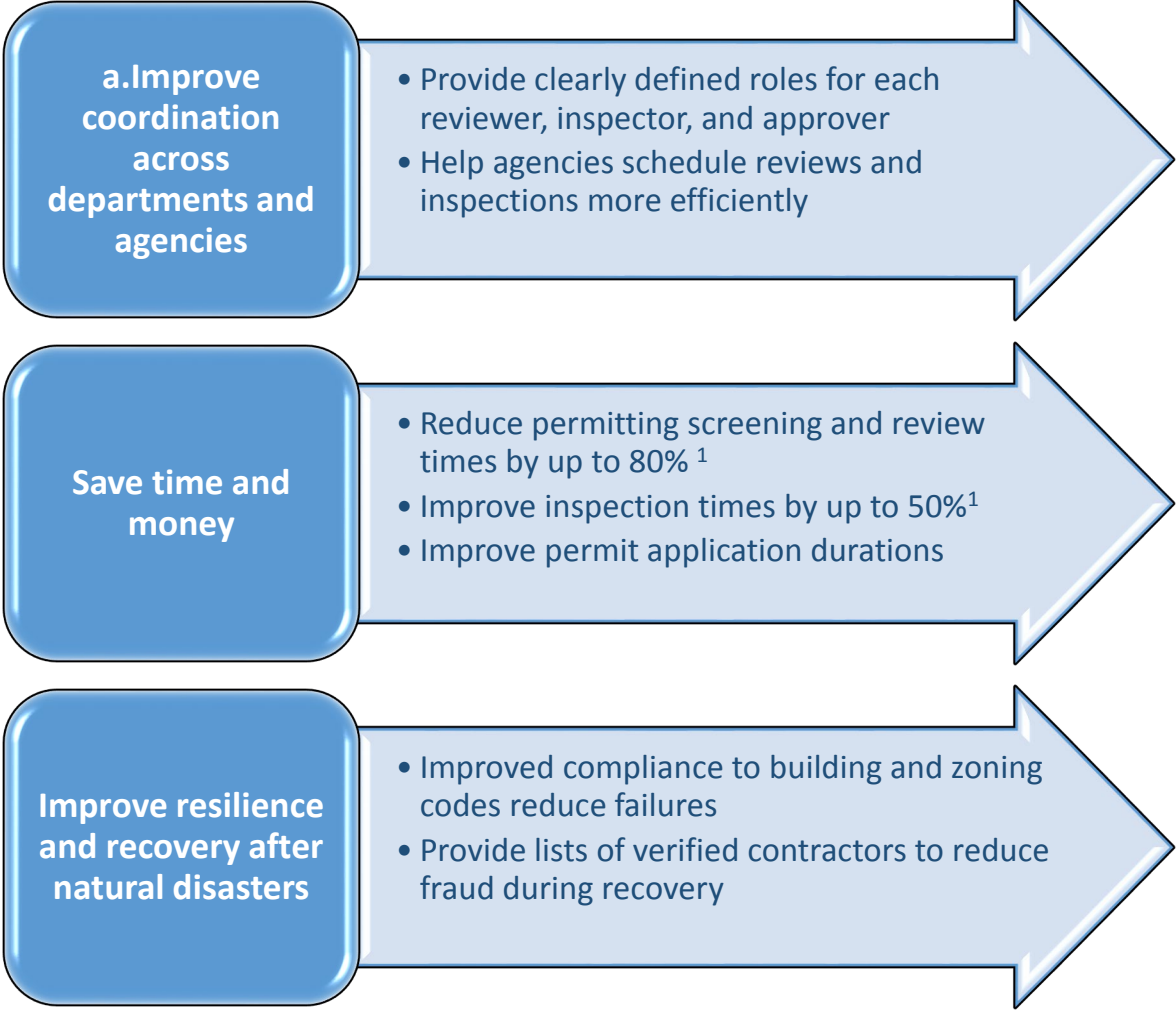 a.Improve
coordination
across
departments and
agencies
• Provide clearly defined roles for each
reviewer, inspector, and approver
• Help agencies schedule reviews and
inspections more efficiently
Save time and
money
• Reduce permitting screening and review
times by up to 80% 1
• Improve inspection times by up to 50%1
• Improve permit application durations
Improve resilience
and recovery after
natural disasters
• Improved compliance to building and zoning
codes reduce failures
• Provide lists of verified contractors to reduce
fraud during recovery